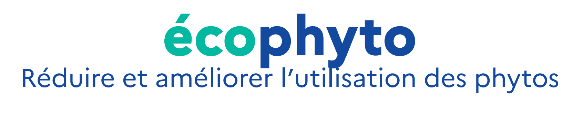 écophyto
Réduire et améliorer l'utilisation des phytos